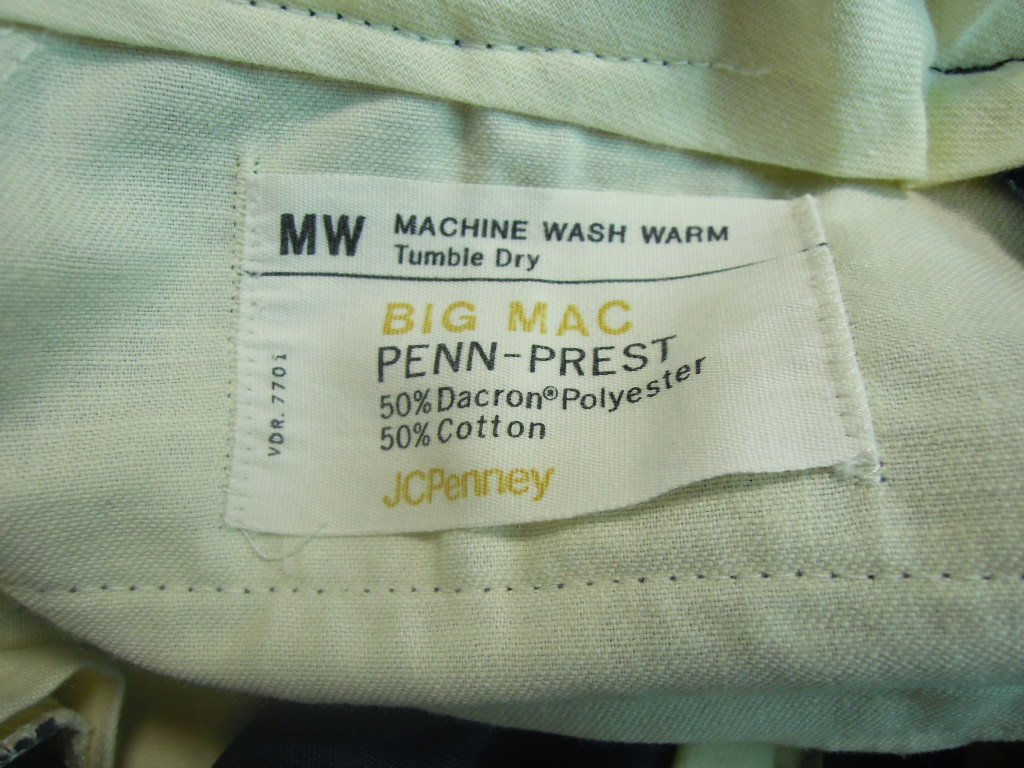 MW MACHINE WASH WARM
Tumble Dry
BIG MAC
PENN-PREST
50% Dacron® Polyester
50% Cotton
JCPenney
VDR. 7701